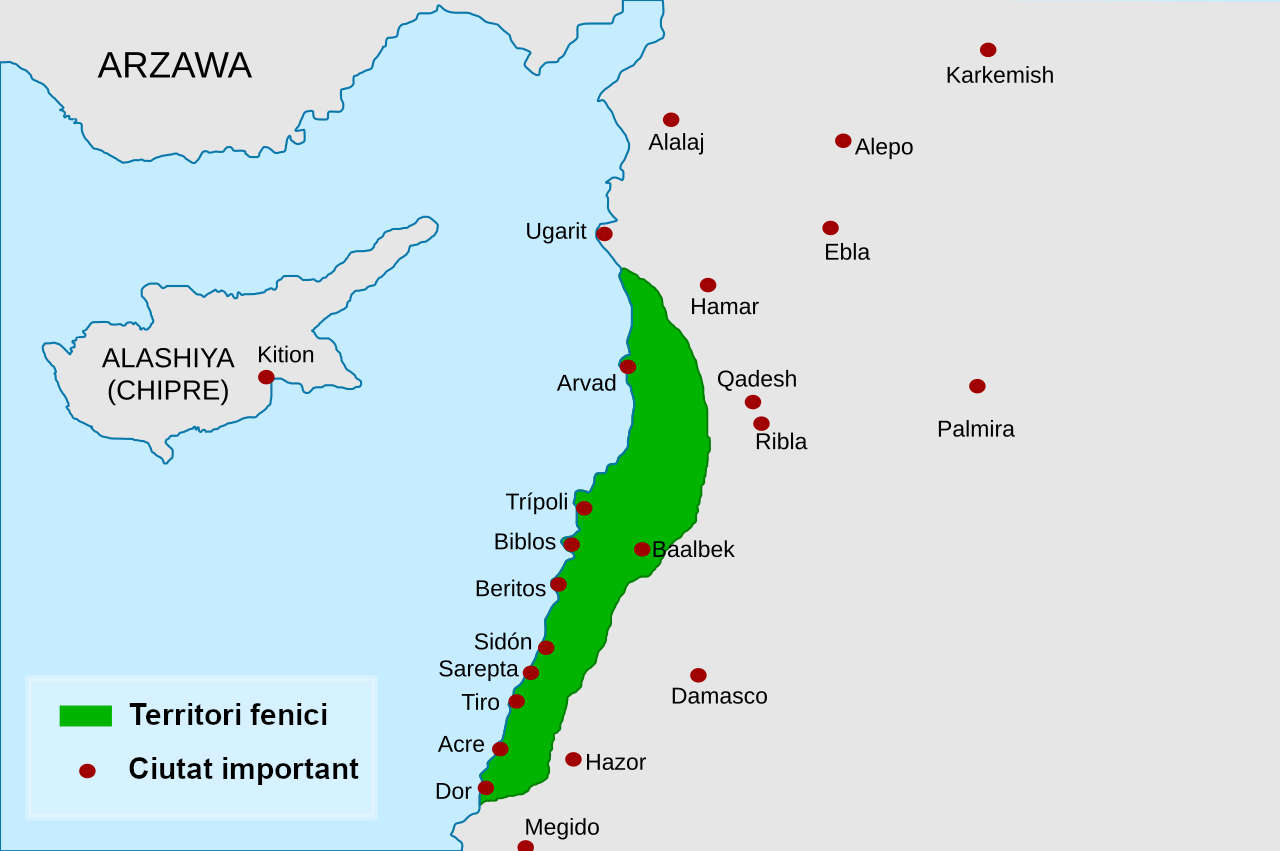 ARZAWA
Karkemish
Alalaj
Alepo
Ugarit
Ebla
Hamar
ALASHIYA
(CHIPRE)
Kition
Arvad
Qadesh
Ribla
Palmira
Trípoli
Biblos
Baalbek
Beritos
Sidón
Sarepta
Tiro
Damasco
Acre
Hazor
Dor
Megido
Territori fenici
Ciutat important